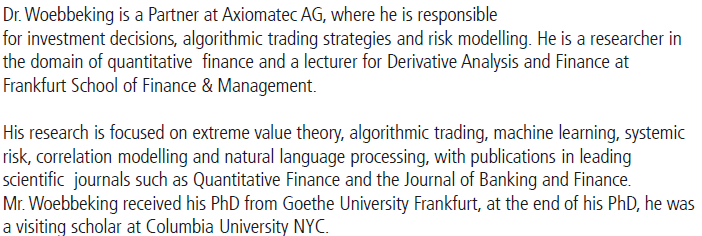 Dr. Woebbeking is a Partner at Axiomatec AG, where he is responsible
for investment decisions, algorithmic trading strategies and risk modelling. He is a researcher in
the domain of quantitative finance and a lecturer for Derivative Analysis and Finance at
Frankfurt School of Finance & Management.
His research is focused on extreme value theory, algorithmic trading, machine learning, systemic
risk, correlation modelling and natural language processing, with publications in leading
scientific journals such as Quantitative Finance and the Journal of Banking and Finance.
Mr. Woebbeking received his PhD from Goethe University Frankfurt, at the end of his PhD, he was
a visiting scholar at Columbia University NYC.